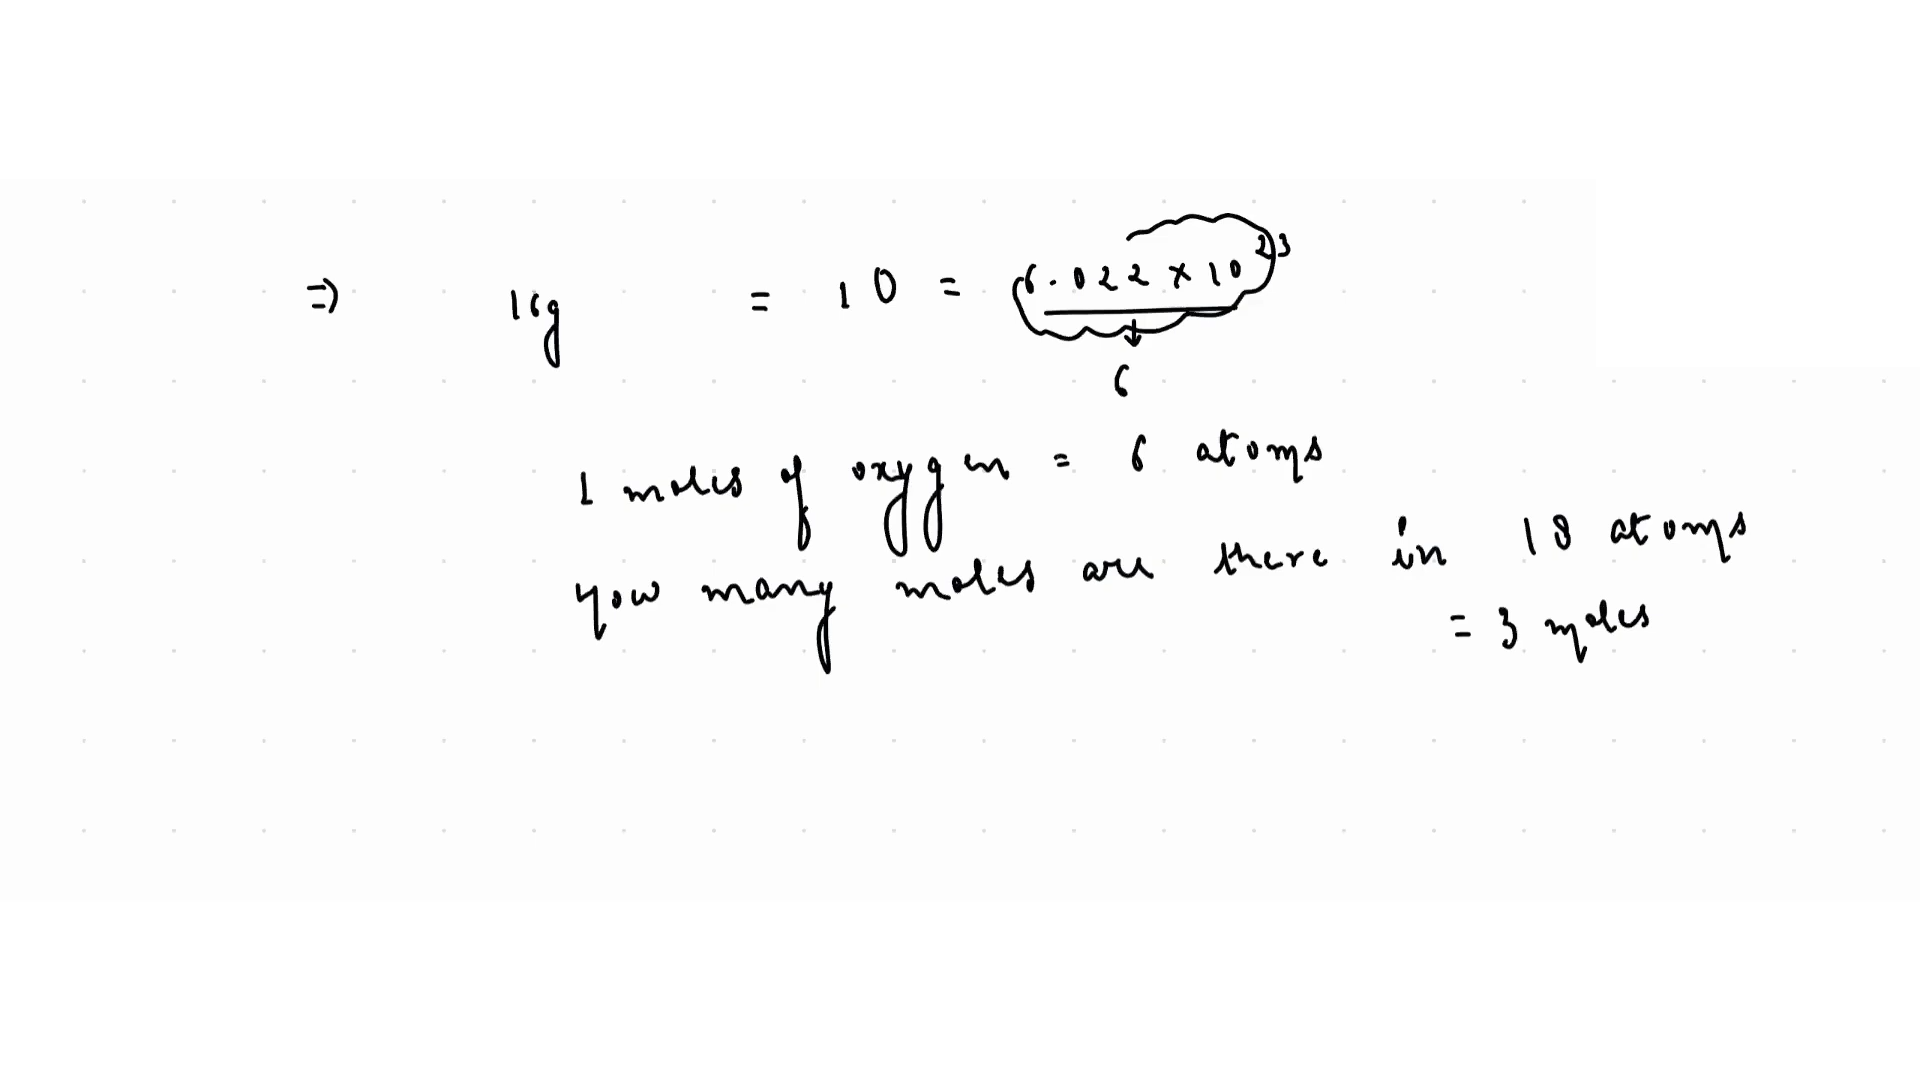 ⇒ 16g = 10 = 6.022 × 10²³
↓
6
1 moles of oxygen = 6 atoms
How many moles are there in 18 atoms
= 3 moles